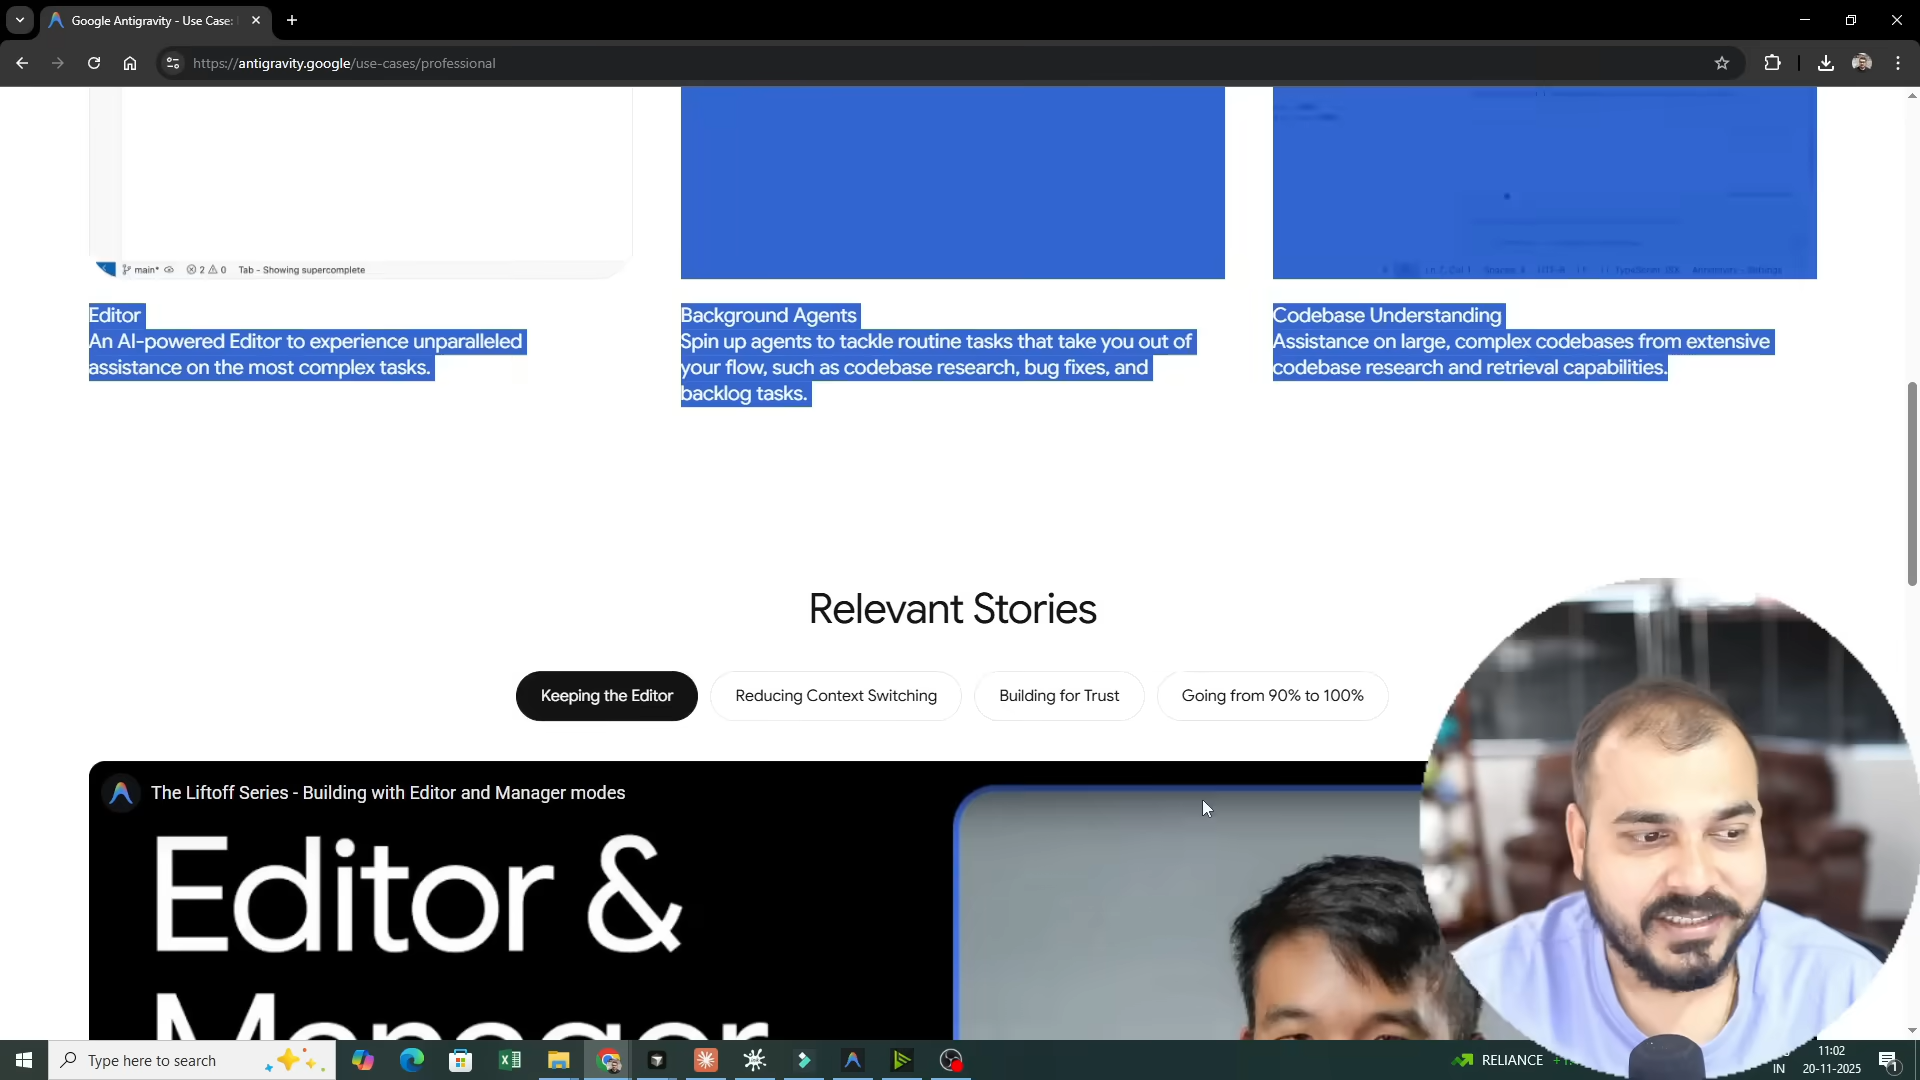 Google Antigravity - Use Case:
https://antigravity.google/use-cases/professional
main* 2 0 Tab - Showing supercomplete
Editor
An AI-powered Editor to experience unparalleled
assistance on the most complex tasks.
Background Agents
Spin up agents to tackle routine tasks that take you out of
your flow, such as codebase research, bug fixes, and
backlog tasks.
Codebase Understanding
Assistance on large, complex codebases from extensive
codebase research and retrieval capabilities.
Relevant Stories
Keeping the Editor
Reducing Context Switching
Building for Trust
Going from 90% to 100%
The Liftoff Series - Building with Editor and Manager modes
Editor &
Manager
Type here to search
RELIANCE
IN
11:02
20-11-2025
1